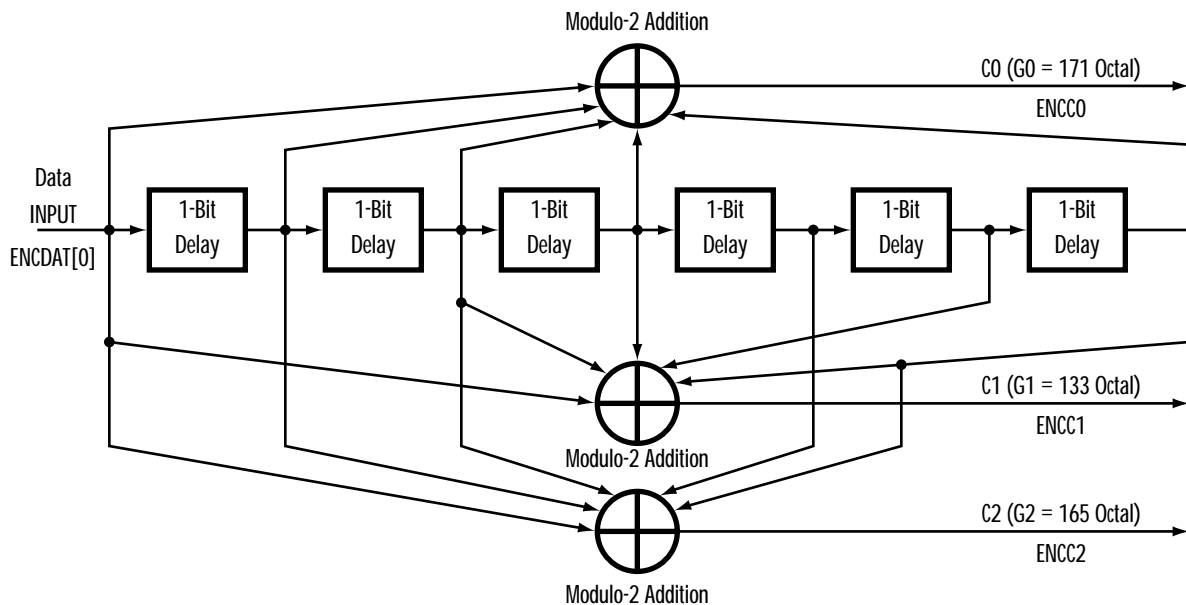 Modulo-2 Addition
C0 (G0 = 171 Octal)
ENCC0
Data
INPUT
ENCDAT[0]
1-Bit
Delay
1-Bit
Delay
1-Bit
Delay
1-Bit
Delay
1-Bit
Delay
1-Bit
Delay
C1 (G1 = 133 Octal)
ENCC1
Modulo-2 Addition
C2 (G2 = 165 Octal)
ENCC2
Modulo-2 Addition